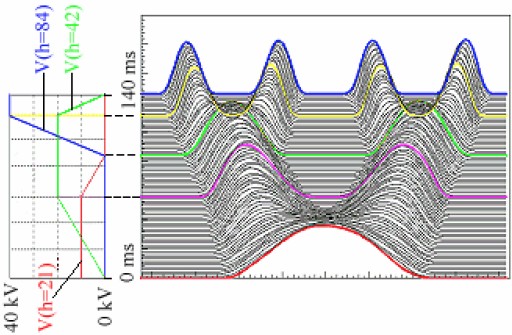 V(h=84)
V(h=42)
140 ms
0 ms
V(h=21)
40 kV
0 kV